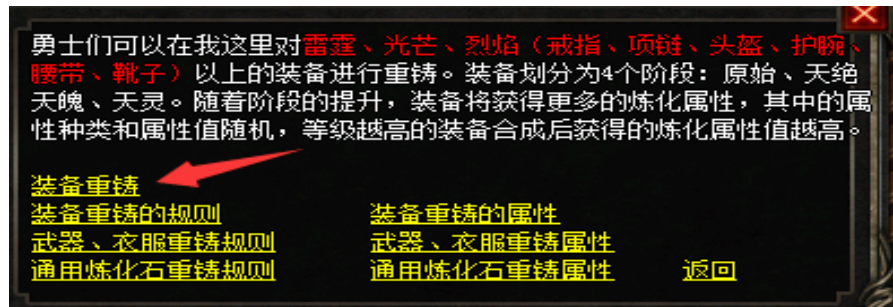 勇士们可以在我这里对雷霆、光芒、烈焰（戒指、项链、头盔、护腕、
腰带、靴子）以上的装备进行重铸。装备划分为4个阶段：原始、天绝
天魄、天灵。随着阶段的提升，装备将获得更多的炼化属性，其中的属
性种类和属性值随机，等级越高的装备合成后获得的炼化属性值越高。
装备重铸
装备重铸的规则 装备重铸的属性
武器、衣服重铸规则 武器、衣服重铸属性
通用炼化石重铸规则 通用炼化石重铸属性 返回